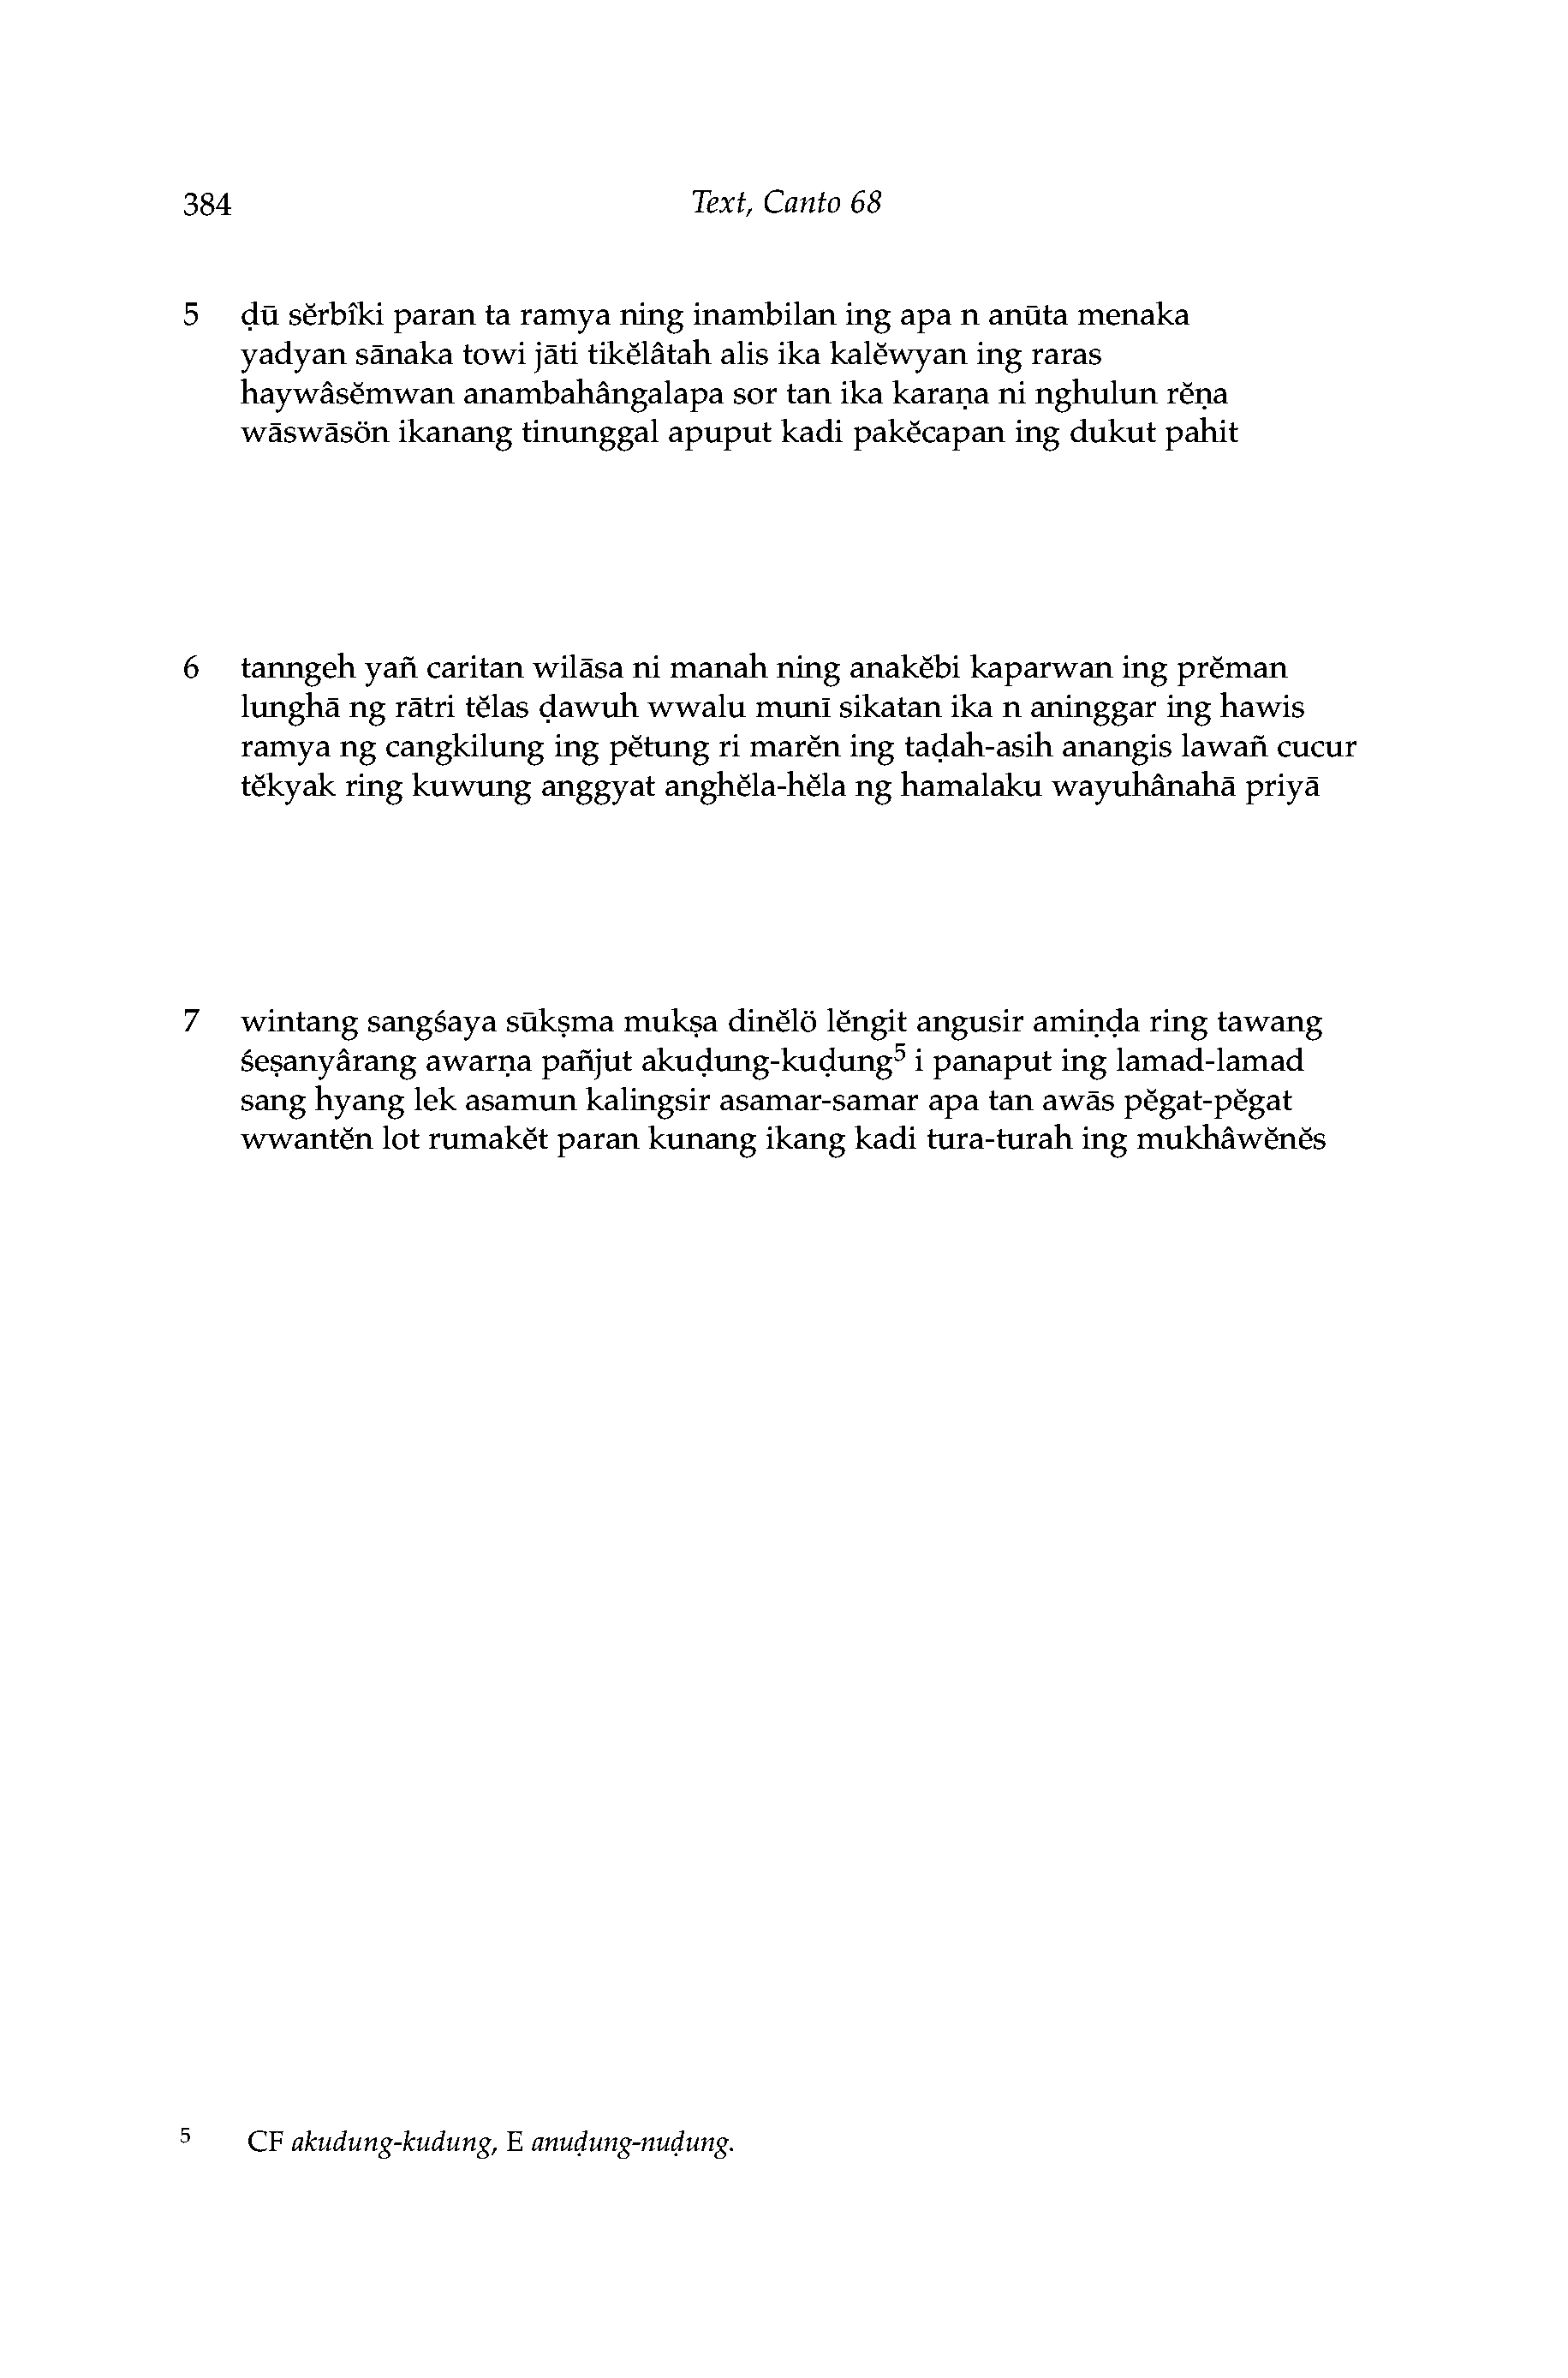 384 Text, Canto 68
5 ḍū sĕrbîki paran ta ramya ning inambilan ing apa n anūta menaka
yadyan sānaka towi jāti tikĕlâtah alis ika kalĕwyan ing raras
haywâsĕmwan anambahângalapa sor tan ika karaṇa ni nghulun rĕṇa
wāswāsön ikanang tinunggal apuput kadi pakĕcapan ing dukut pahit
6 tanngeh yañ caritan wilāsa ni manah ning anakĕbi kaparwan ing prĕman
lunghā ng rātri tĕlas ḍawuh wwalu munī sikatan ika n aninggar ing hawis
ramya ng cangkilung ing pĕtung ri marĕn ing taḍah-asih anangis lawañ cucur
tĕkyak ring kuwung anggyat anghĕla-hĕla ng hamalaku wayuhânahā priyā
7 wintang sangśaya sūkṣma mukṣa dinĕlö lĕngit angusir amiṇḍa ring tawang
śeṣanyârang awarṇa pañjut akuḍung-kuḍung⁵ i panaput ing lamad-lamad
sang hyang lek asamun kalingsir asamar-samar apa tan awās pĕgat-pĕgat
wwantĕn lot rumakĕt paran kunang ikang kadi tura-turah ing mukhâwĕnĕs
⁵ CF akudung-kudung, E anuḍung-nuḍung.